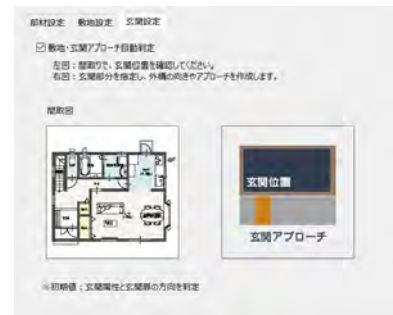 部材設定 敷地設定 玄関設定
敷地・玄関アプローチ自動判定
左図：間取りで、玄関位置を確認してください。
右図：玄関部分を指定し、外構の向きやアプローチを作成します。
間取図
玄関位置
玄関アプローチ
※初期値：玄関属性と玄関扉の方向を判定